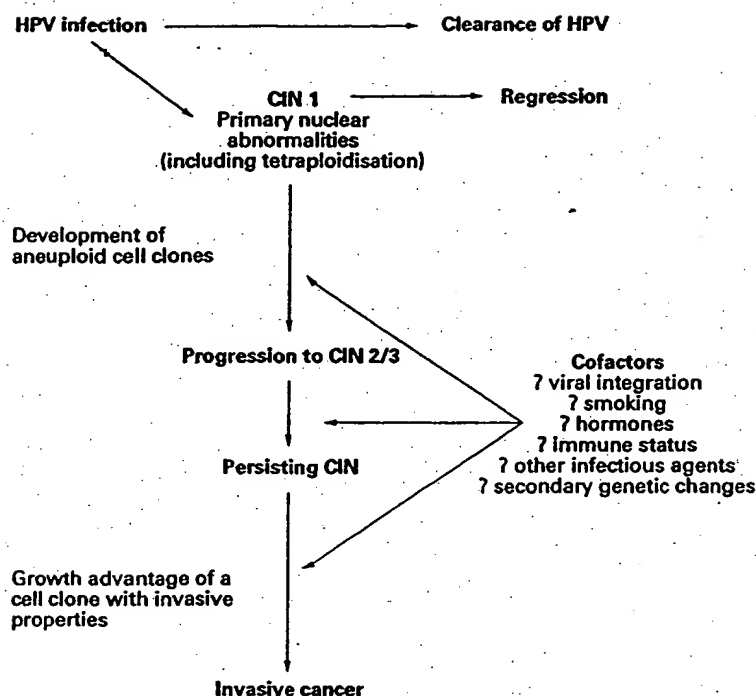 HPV infection
Clearance of HPV
CIN 1
Regression
Primary nuclear
abnormalities
(including tetraploidisation)
Development of
aneuploid cell clones
Progression to CIN 2/3
Cofactors
? viral integration
? smoking
? hormones
? immune status
? other infectious agents
? secondary genetic changes
Persisting CIN
Growth advantage of a
cell clone with invasive
properties
Invasive cancer